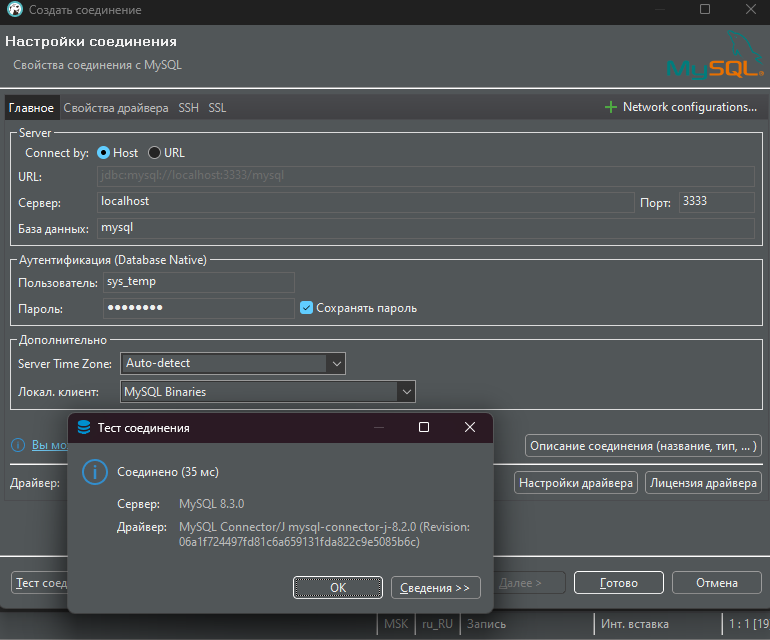 Создать соединение
Настройки соединения
Свойства соединения с MySQL
MySQL®
Главное Свойства драйвера SSH SSL Network configurations...
Server
Connect by: Host URL
URL: jdbc:mysql://localhost:3333/mysql
Сервер: localhost Порт: 3333
База данных: mysql
Аутентификация (Database Native)
Пользователь: sys_temp
Пароль: •••••••• Сохранять пароль
Дополнительно
Server Time Zone: Auto-detect
Локал. клиент: MySQL Binaries
Тест соединения
Вы мо Описание соединения (название, тип, ... )
Соединено (35 мс)
Драйвер: Настройки драйвера Лицензия драйвера
Сервер: MySQL 8.3.0
Драйвер: MySQL Connector/J mysql-connector-j-8.2.0 (Revision:
06a1f724497fd81c6a659131fda822c9e5085b6c)
Тест соед OK Сведения >> Далее > Готово Отмена
MSK ru_RU Запись Инт. вставка 1 : 1 [19